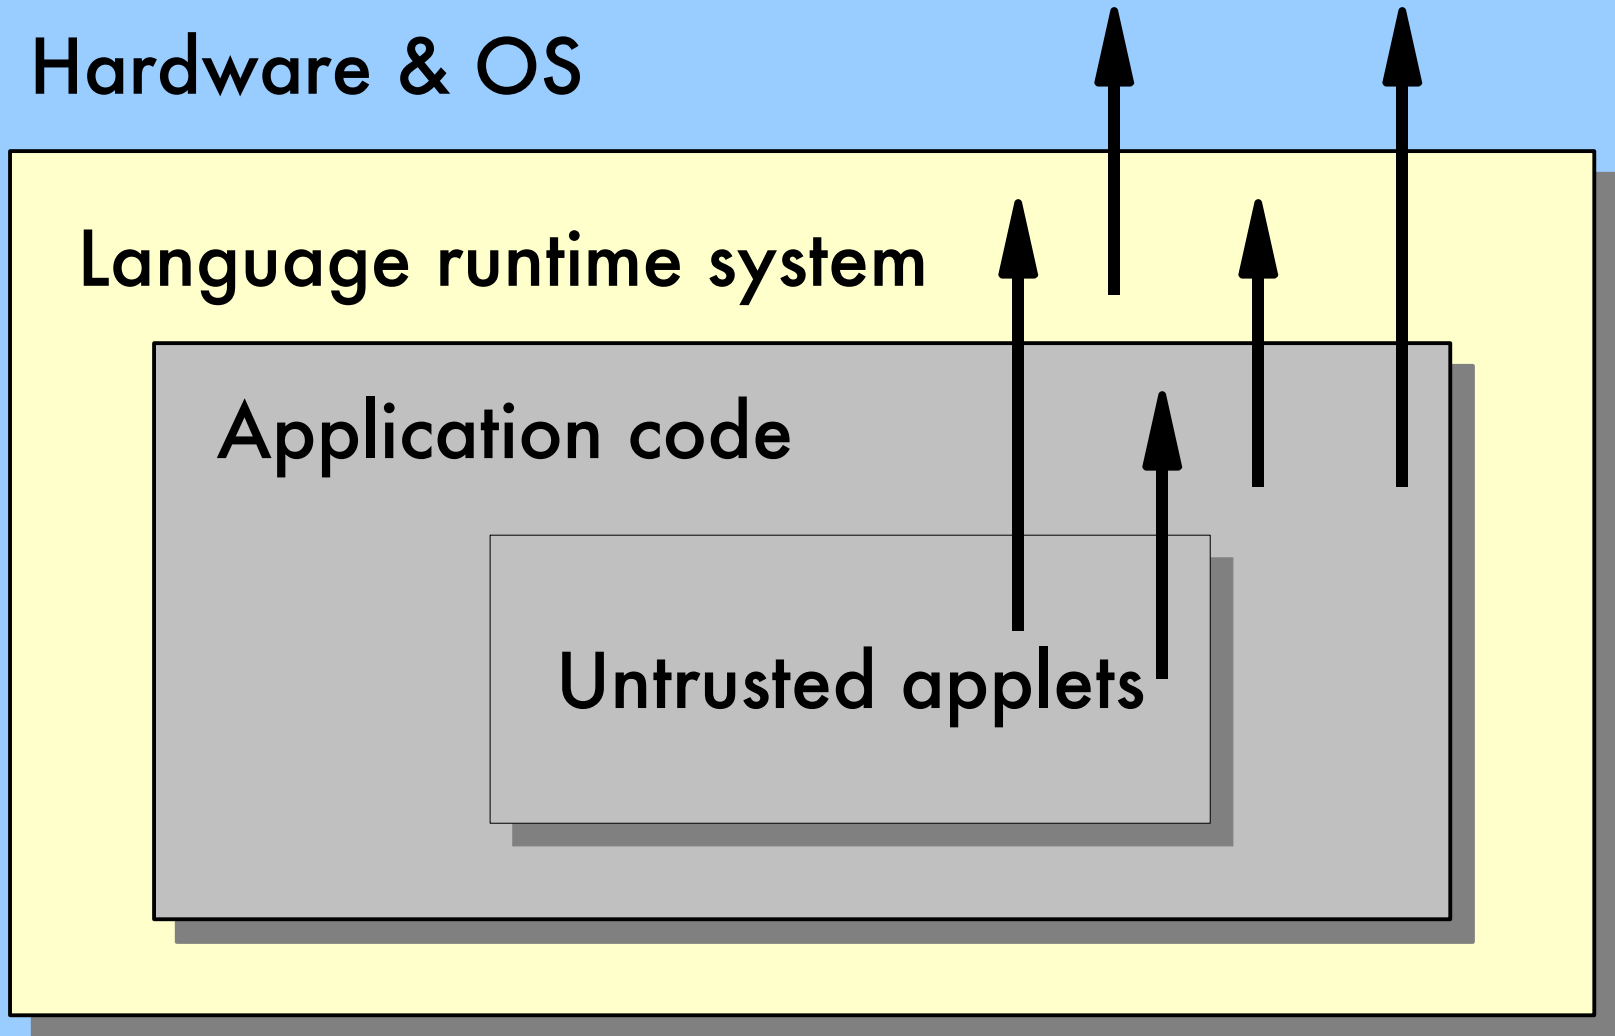 Hardware & OS
Language runtime system
Application code
Untrusted applets